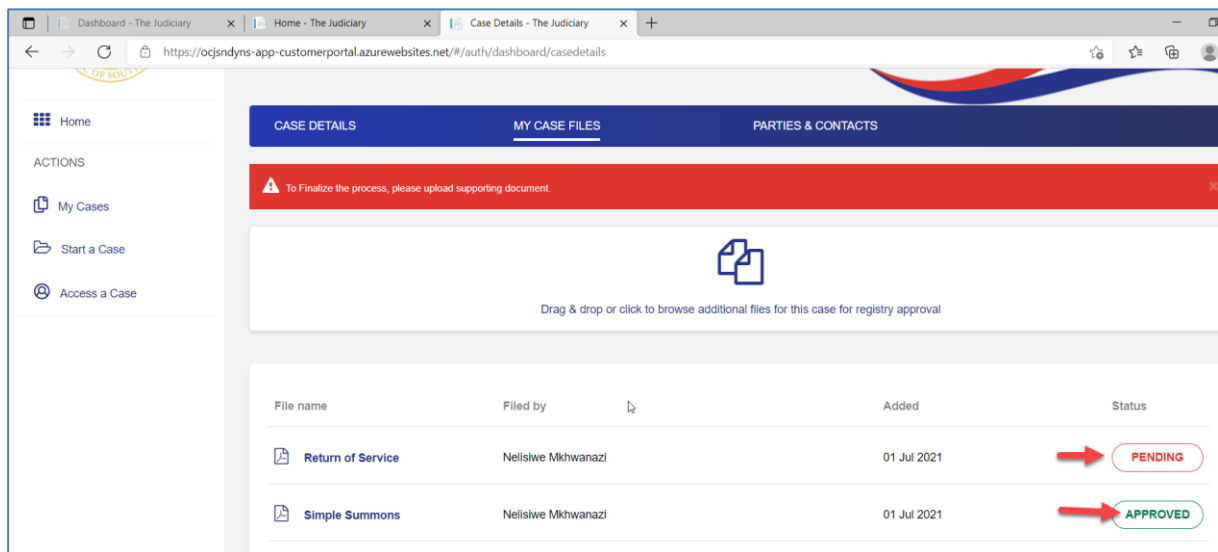 Dashboard - The Judiciary
Home - The Judiciary
Case Details - The Judiciary
https://ocjsndyns-app-customerportal.azurewebsites.net/#/auth/dashboard/casedetails
OF SOUT
Home
ACTIONS
My Cases
Start a Case
Access a Case
CASE DETAILS MY CASE FILES PARTIES & CONTACTS
To Finalize the process, please upload supporting document.
Drag & drop or click to browse additional files for this case for registry approval
File name Filed by Added Status
Return of Service Nelisiwe Mkhwanazi 01 Jul 2021 PENDING
Simple Summons Nelisiwe Mkhwanazi 01 Jul 2021 APPROVED